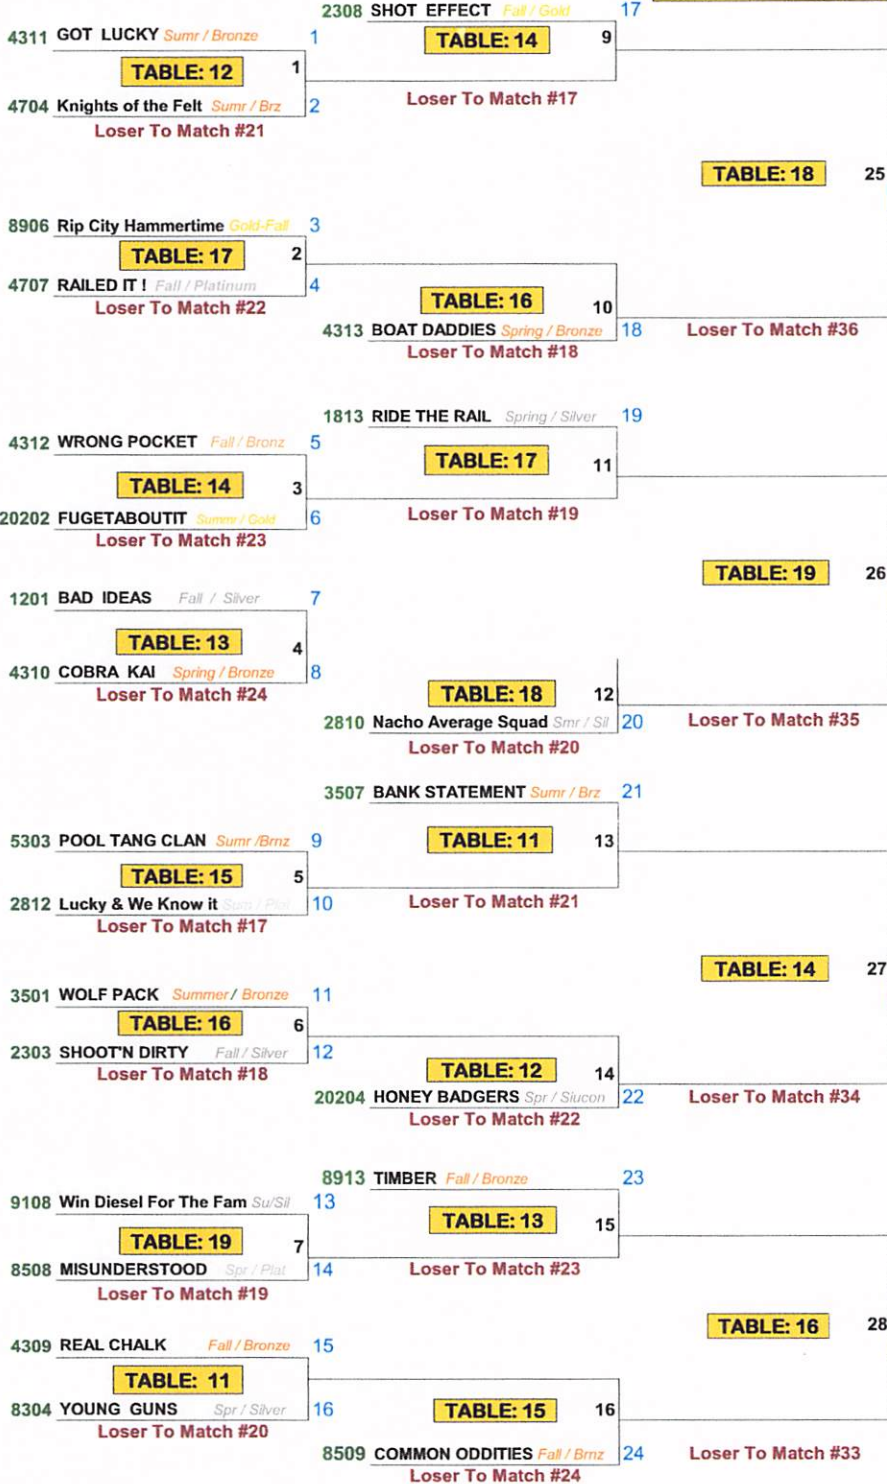 2308 SHOT EFFECT Fall / Gold 17
4311 GOT LUCKY Sumr / Bronze 1
TABLE: 14 9
TABLE: 12 1
4704 Knights of the Felt Sumr / Brz 2
Loser To Match #17
Loser To Match #21
TABLE: 18 25
8906 Rip City Hammertime Gold-Fall 3
TABLE: 17 2
4707 RAILED IT ! Fall / Platinum 4
Loser To Match #22
TABLE: 16 10
4313 BOAT DADDIES Spring / Bronze 18
Loser To Match #36
Loser To Match #18
1813 RIDE THE RAIL Spring / Silver 19
4312 WRONG POCKET Fall / Bronz 5
TABLE: 17 11
TABLE: 14 3
20202 FUGETABOUTIT Summr / Gold 6
Loser To Match #19
Loser To Match #23
TABLE: 19 26
1201 BAD IDEAS Fall / Silver 7
TABLE: 13 4
4310 COBRA KAI Spring / Bronze 8
Loser To Match #24
TABLE: 18 12
2810 Nacho Average Squad Smr / Sil 20
Loser To Match #35
Loser To Match #20
3507 BANK STATEMENT Sumr / Brz 21
5303 POOL TANG CLAN Sumr /Brnz 9
TABLE: 11 13
TABLE: 15 5
2812 Lucky & We Know it Sum / Plat 10
Loser To Match #21
Loser To Match #17
TABLE: 14 27
3501 WOLF PACK Summer / Bronze 11
TABLE: 16 6
2303 SHOOT'N DIRTY Fall / Silver 12
Loser To Match #18
TABLE: 12 14
20204 HONEY BADGERS Spr / Siucon 22
Loser To Match #34
Loser To Match #22
8913 TIMBER Fall / Bronze 23
9108 Win Diesel For The Fam Su/Sil 13
TABLE: 13 15
TABLE: 19 7
8508 MISUNDERSTOOD Spr / Plat 14
Loser To Match #23
Loser To Match #19
TABLE: 16 28
4309 REAL CHALK Fall / Bronze 15
TABLE: 11
8304 YOUNG GUNS Spr / Silver 16
TABLE: 15 16
Loser To Match #20
8509 COMMON ODDITIES Fall / Brnz 24
Loser To Match #33
Loser To Match #24